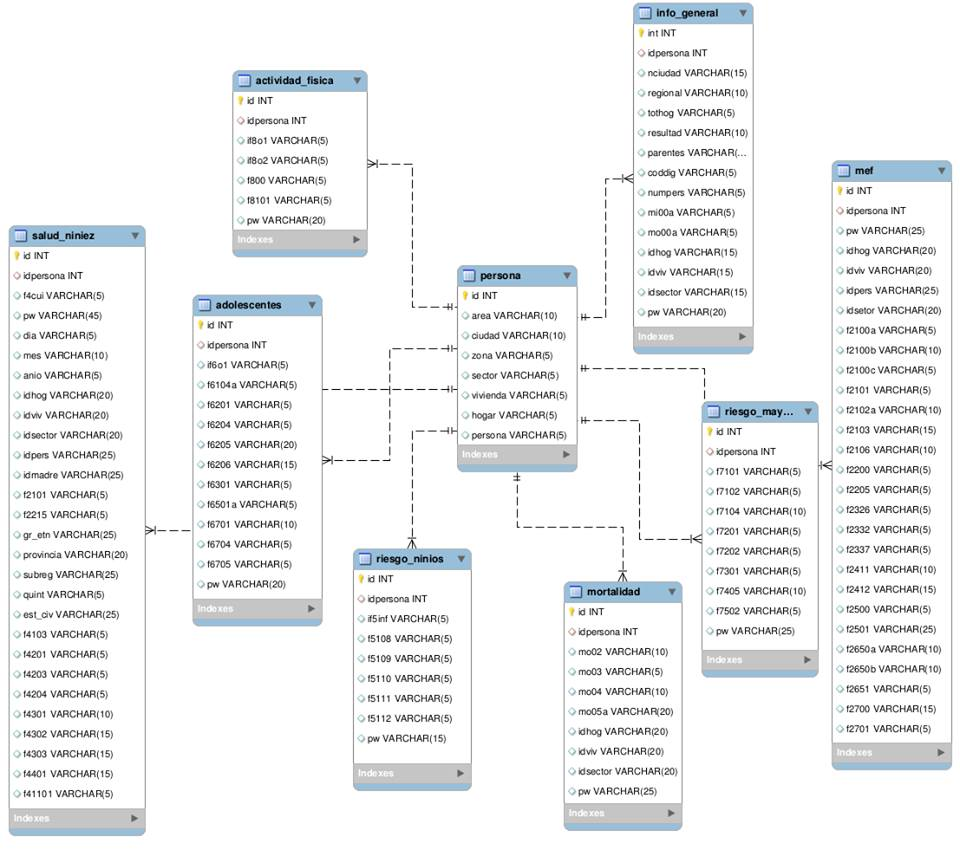 info_general
int INT
idpersona INT
nciudad VARCHAR(15)
regional VARCHAR(10)
tothog VARCHAR(5)
resultad VARCHAR(10)
parentes VARCHAR(...
coddig VARCHAR(5)
numpers VARCHAR(5)
mi00a VARCHAR(5)
mo00a VARCHAR(5)
idhog VARCHAR(15)
idviv VARCHAR(15)
idsector VARCHAR(15)
pw VARCHAR(20)
Indexes
actividad_fisica
id INT
idpersona INT
if8o1 VARCHAR(5)
if8o2 VARCHAR(5)
f800 VARCHAR(5)
f8101 VARCHAR(5)
pw VARCHAR(20)
Indexes
mef
id INT
idpersona INT
pw VARCHAR(25)
idhog VARCHAR(20)
idviv VARCHAR(20)
idpers VARCHAR(25)
idsetor VARCHAR(20)
f2100a VARCHAR(5)
f2100b VARCHAR(10)
f2100c VARCHAR(5)
f2101 VARCHAR(5)
f2102a VARCHAR(10)
f2103 VARCHAR(15)
f2106 VARCHAR(10)
f2200 VARCHAR(5)
f2205 VARCHAR(5)
f2326 VARCHAR(5)
f2332 VARCHAR(5)
f2337 VARCHAR(5)
f2411 VARCHAR(10)
f2412 VARCHAR(15)
f2500 VARCHAR(5)
f2501 VARCHAR(25)
f2650a VARCHAR(10)
f2650b VARCHAR(10)
f2651 VARCHAR(5)
f2700 VARCHAR(15)
f2701 VARCHAR(5)
Indexes
salud_niniez
id INT
idpersona INT
f4cui VARCHAR(5)
pw VARCHAR(45)
dia VARCHAR(5)
mes VARCHAR(10)
anio VARCHAR(5)
idhog VARCHAR(20)
idviv VARCHAR(20)
idsector VARCHAR(20)
idpers VARCHAR(25)
idmadre VARCHAR(25)
f2101 VARCHAR(5)
f2215 VARCHAR(5)
gr_etn VARCHAR(25)
provincia VARCHAR(20)
subreg VARCHAR(25)
quint VARCHAR(5)
est_civ VARCHAR(25)
f4103 VARCHAR(5)
f4201 VARCHAR(5)
f4203 VARCHAR(5)
f4204 VARCHAR(5)
f4301 VARCHAR(10)
f4302 VARCHAR(15)
f4303 VARCHAR(15)
f4401 VARCHAR(15)
f41101 VARCHAR(5)
Indexes
persona
id INT
area VARCHAR(10)
ciudad VARCHAR(10)
zona VARCHAR(5)
sector VARCHAR(5)
vivienda VARCHAR(5)
hogar VARCHAR(5)
persona VARCHAR(5)
Indexes
adolescentes
id INT
idpersona INT
if6o1 VARCHAR(5)
f6104a VARCHAR(5)
f6201 VARCHAR(5)
f6204 VARCHAR(5)
f6205 VARCHAR(20)
f6206 VARCHAR(15)
f6301 VARCHAR(5)
f6501a VARCHAR(5)
f6701 VARCHAR(10)
f6704 VARCHAR(5)
f6705 VARCHAR(5)
pw VARCHAR(20)
Indexes
riesgo_may...
id INT
idpersona INT
f7101 VARCHAR(5)
f7102 VARCHAR(5)
f7104 VARCHAR(10)
f7201 VARCHAR(5)
f7202 VARCHAR(5)
f7301 VARCHAR(5)
f7405 VARCHAR(10)
f7502 VARCHAR(5)
pw VARCHAR(25)
Indexes
riesgo_ninios
id INT
idpersona INT
if5inf VARCHAR(5)
f5108 VARCHAR(5)
f5109 VARCHAR(5)
f5110 VARCHAR(5)
f5111 VARCHAR(5)
f5112 VARCHAR(5)
pw VARCHAR(15)
Indexes
mortalidad
id INT
idpersona INT
mo02 VARCHAR(10)
mo03 VARCHAR(5)
mo04 VARCHAR(10)
mo05a VARCHAR(20)
idhog VARCHAR(20)
idviv VARCHAR(20)
idsector VARCHAR(20)
pw VARCHAR(25)
Indexes